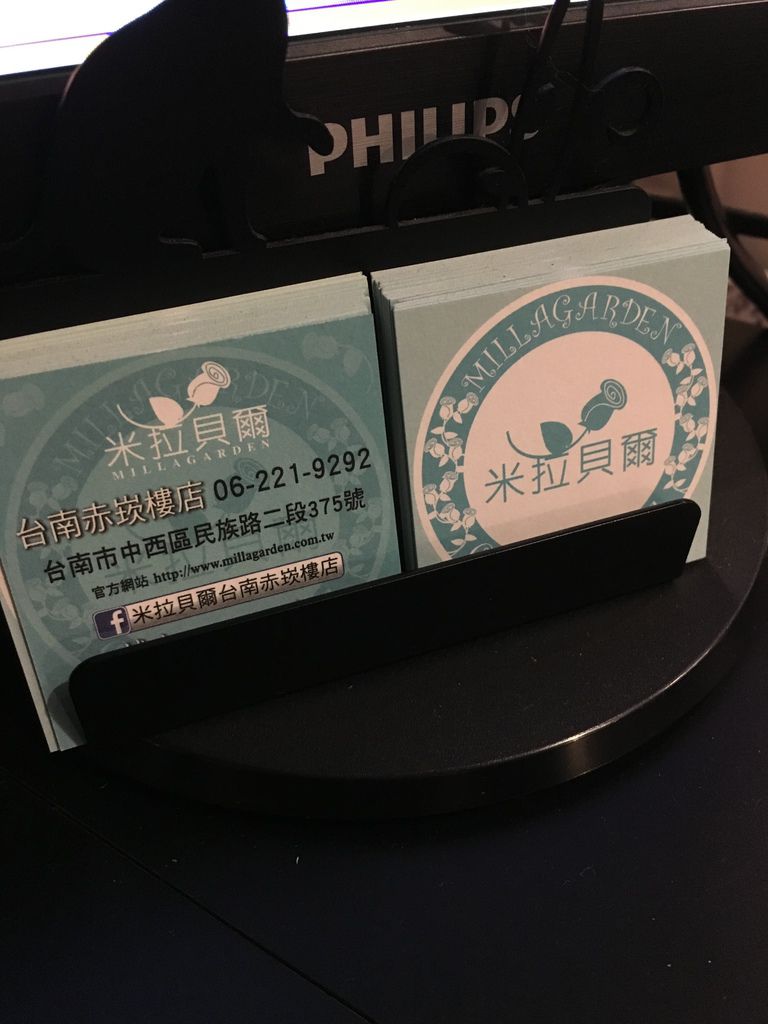 PHILIPS
MILLAGARDEN
米拉貝爾
MILLAGARDEN
台南赤崁樓店 06-221-9292
台南市中西區民族路二段375號
官方網站 http://www.millagarden.com.tw
f 米拉貝爾台南赤崁樓店
MILLAGARDEN
米拉貝爾